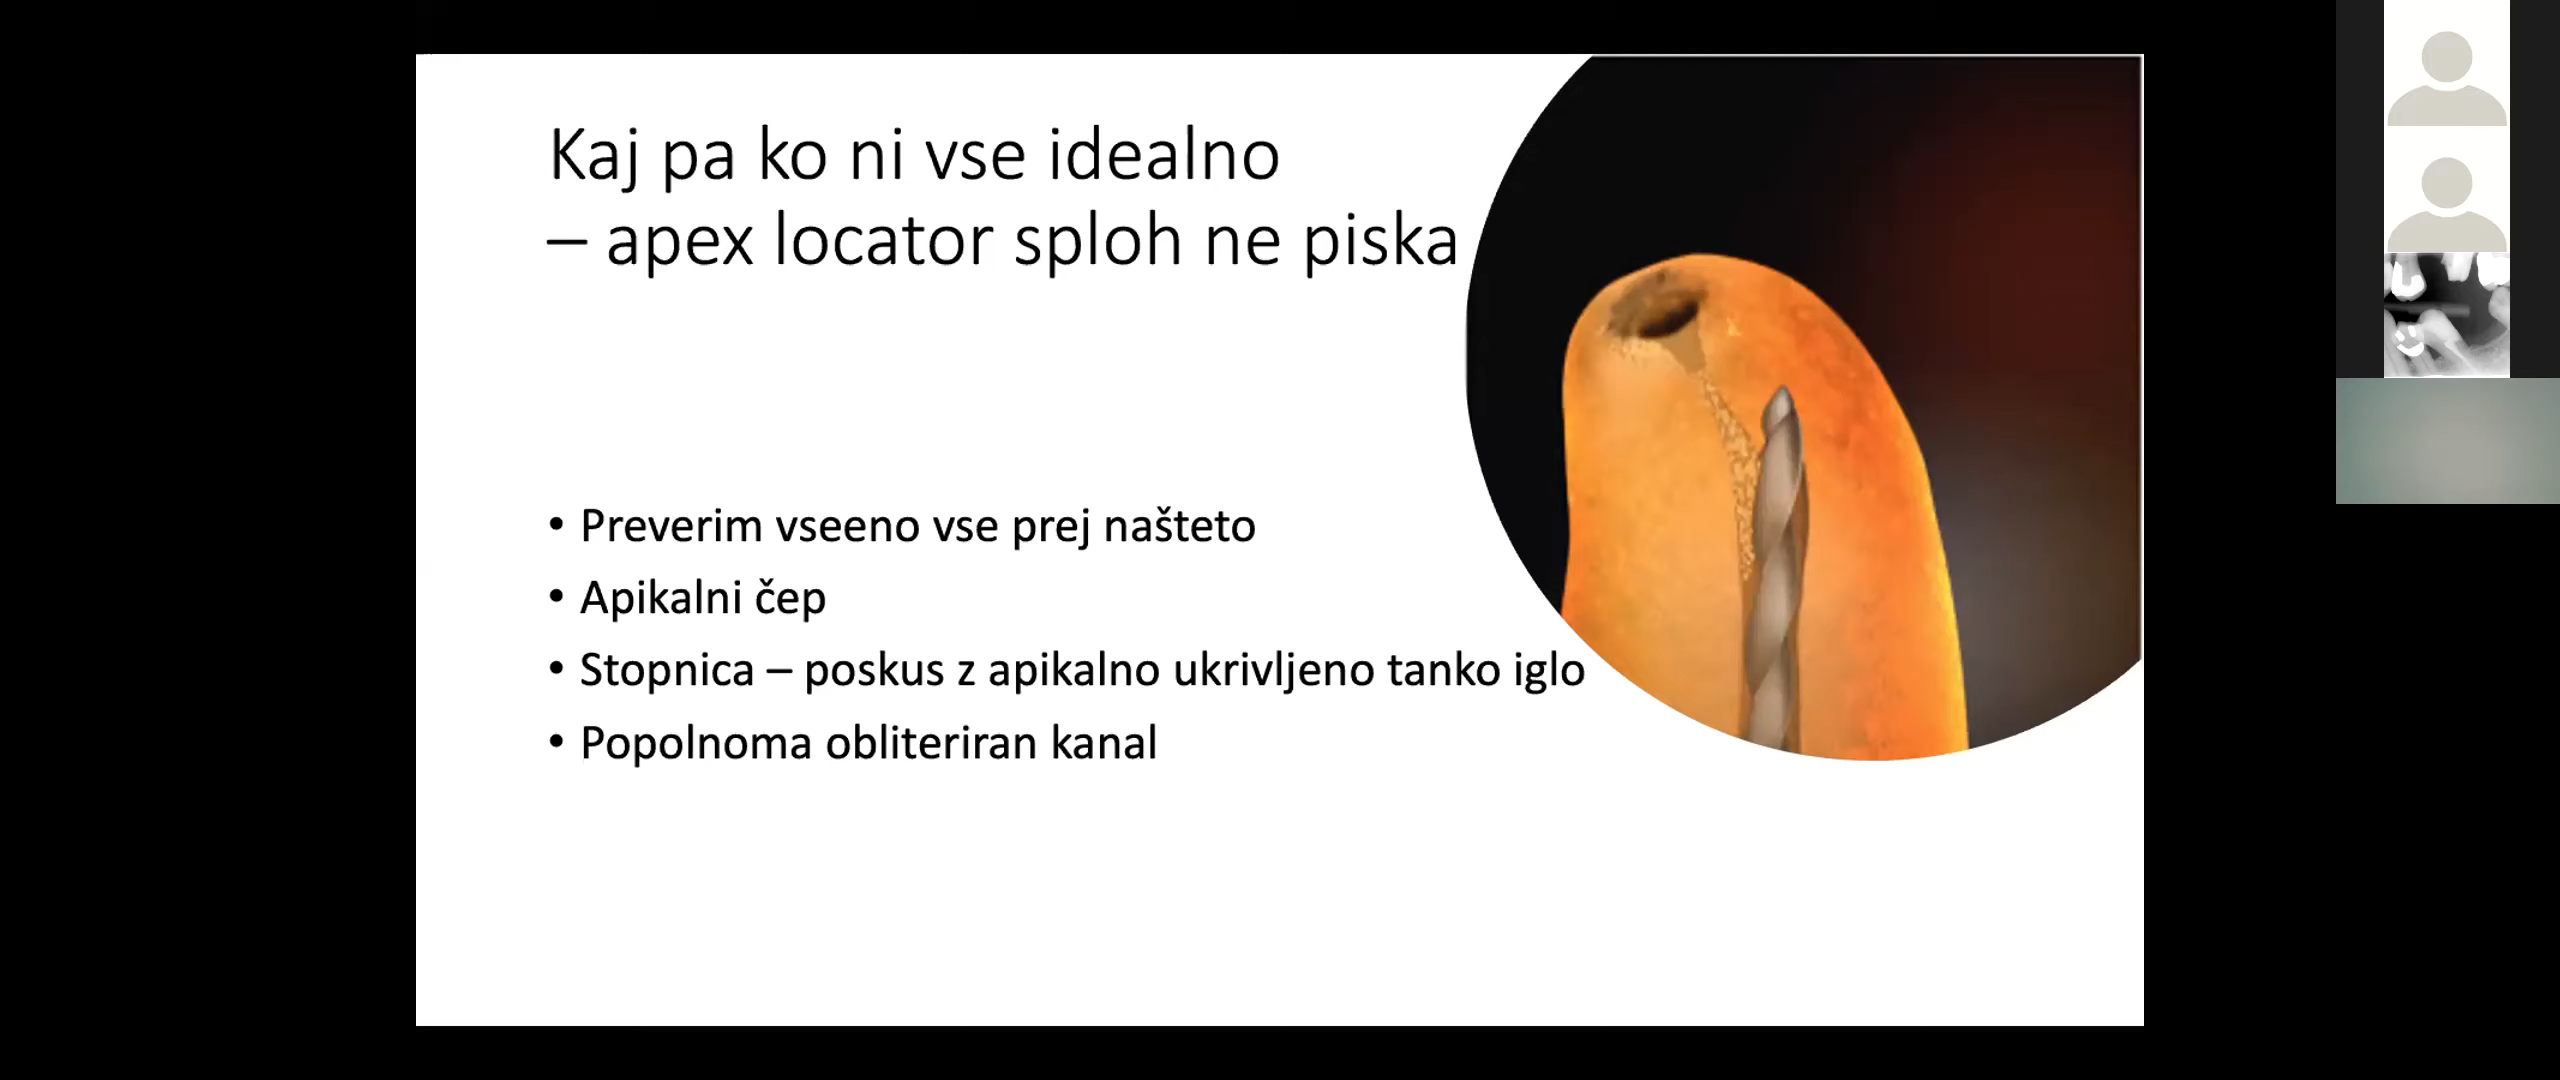 Kaj pa ko ni vse idealno
– apex locator sploh ne piska
• Preverim vseeno vse prej našteto
• Apikalni čep
• Stopnica – poskus z apikalno ukrivljeno tanko iglo
• Popolnoma obliteriran kanal